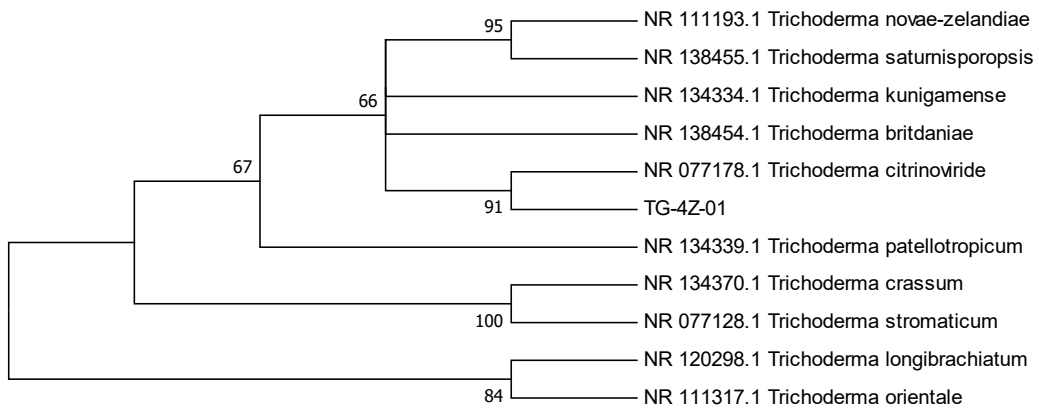 95
NR 111193.1 Trichoderma novae-zelandiae
NR 138455.1 Trichoderma saturnisporopsis
66
NR 134334.1 Trichoderma kunigamense
NR 138454.1 Trichoderma britdaniae
67
NR 077178.1 Trichoderma citrinoviride
91
TG-4Z-01
NR 134339.1 Trichoderma patellotropicum
NR 134370.1 Trichoderma crassum
100
NR 077128.1 Trichoderma stromaticum
NR 120298.1 Trichoderma longibrachiatum
84
NR 111317.1 Trichoderma orientale